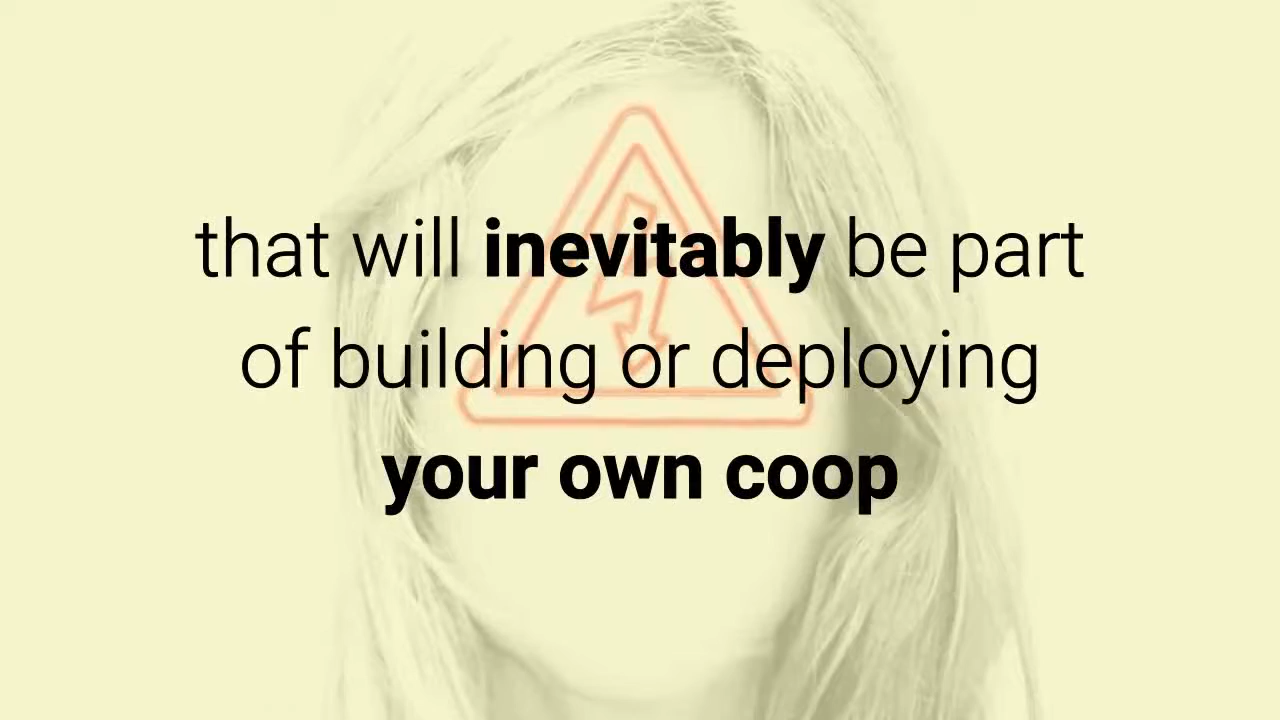 that will inevitably be part
of building or deploying
your own coop